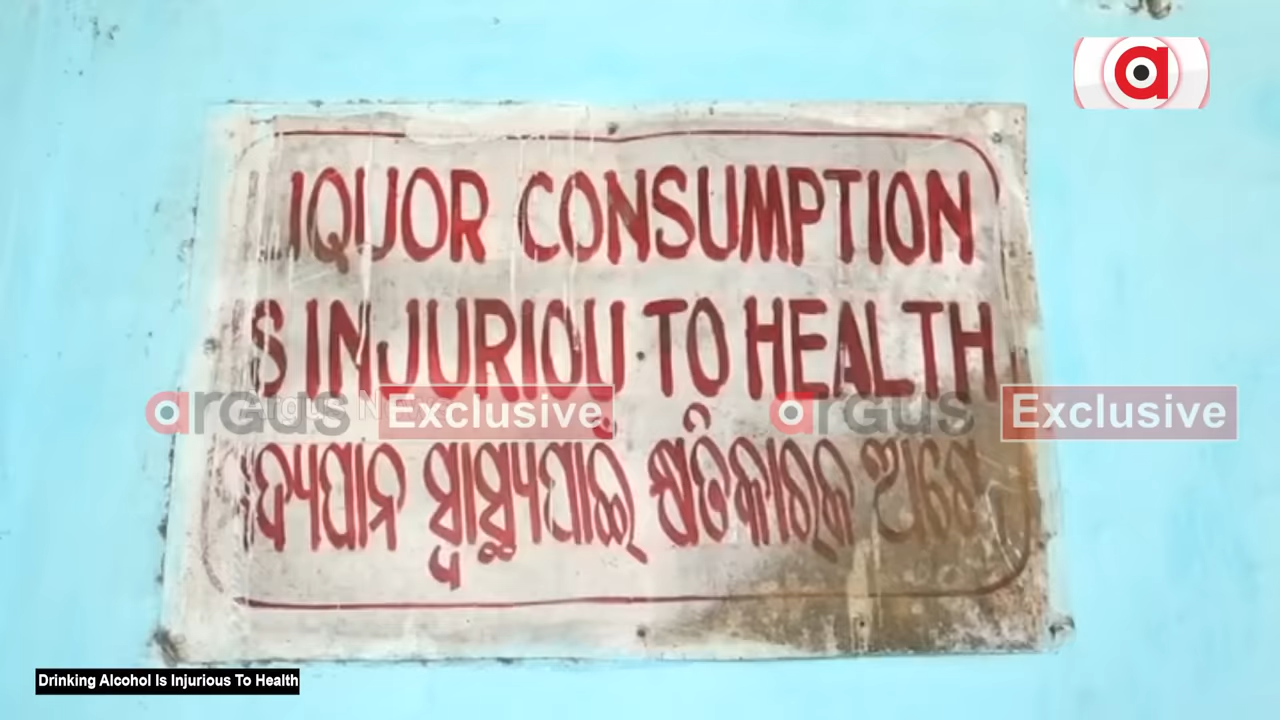 LIQUOR CONSUMPTION
S INJURIOU TO HEALTH
argus Exclusive argus Exclusive
ଦ୍ୟପାନ ସ୍ୱାସ୍ଥ୍ୟପାଇଁ କ୍ଷତିକାରକ ଅଟେ
Drinking Alcohol Is Injurious To Health